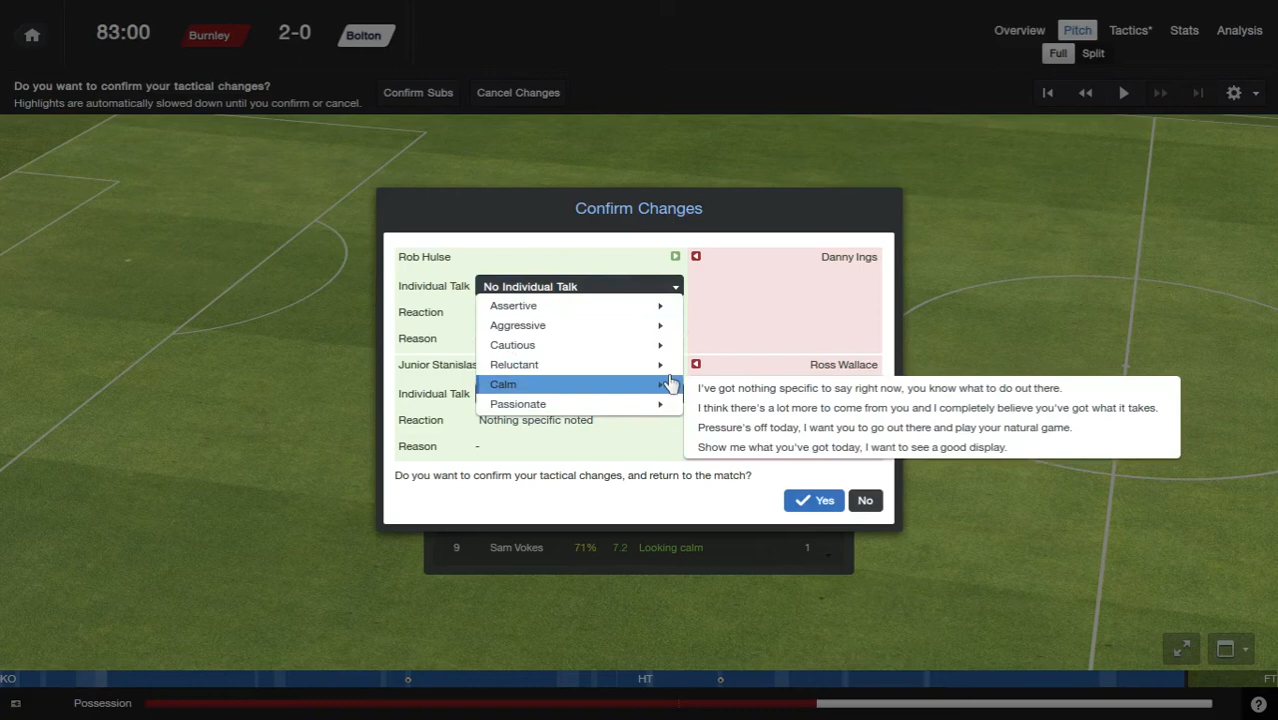 83:00
Burnley
2-0
Bolton
Overview
Pitch
Tactics*
Stats
Analysis
Full
Split
Do you want to confirm your tactical changes?
Highlights are automatically slowed down until you confirm or cancel.
Confirm Subs
Cancel Changes
Confirm Changes
Rob Hulse
Danny Ings
Individual Talk
No Individual Talk
Reaction
Reason
Assertive
Aggressive
Cautious
Reluctant
Calm
Passionate
Junior Stanislas
Ross Wallace
I've got nothing specific to say right now, you know what to do out there.
I think there's a lot more to come from you and I completely believe you've got what it takes.
Pressure's off today, I want you to go out there and play your natural game.
Show me what you've got today, I want to see a good display.
Individual Talk
Reaction
Nothing specific noted
Reason
-
Do you want to confirm your tactical changes, and return to the match?
Yes
No
9 Sam Vokes 71% 7.2 Looking calm 1
KO
HT
FT
Possession
?